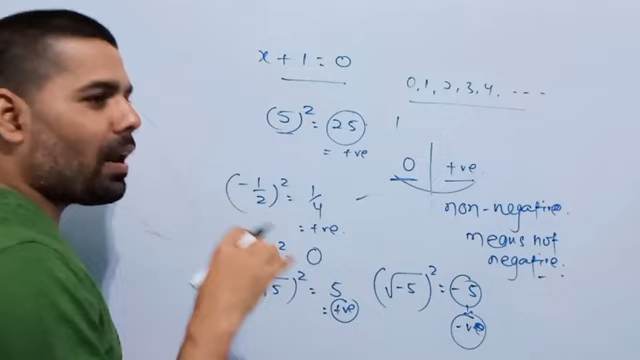 x + 1 = 0
0, 1, 2, 3, 4, ....
(5)² = 25
= +ve
0 | +ve
(-1/2)² = 1/4
= +ve.
non-negative.
means not
negative.
² 0
5)² = 5
= +ve
(√-5)² = -5
-ve